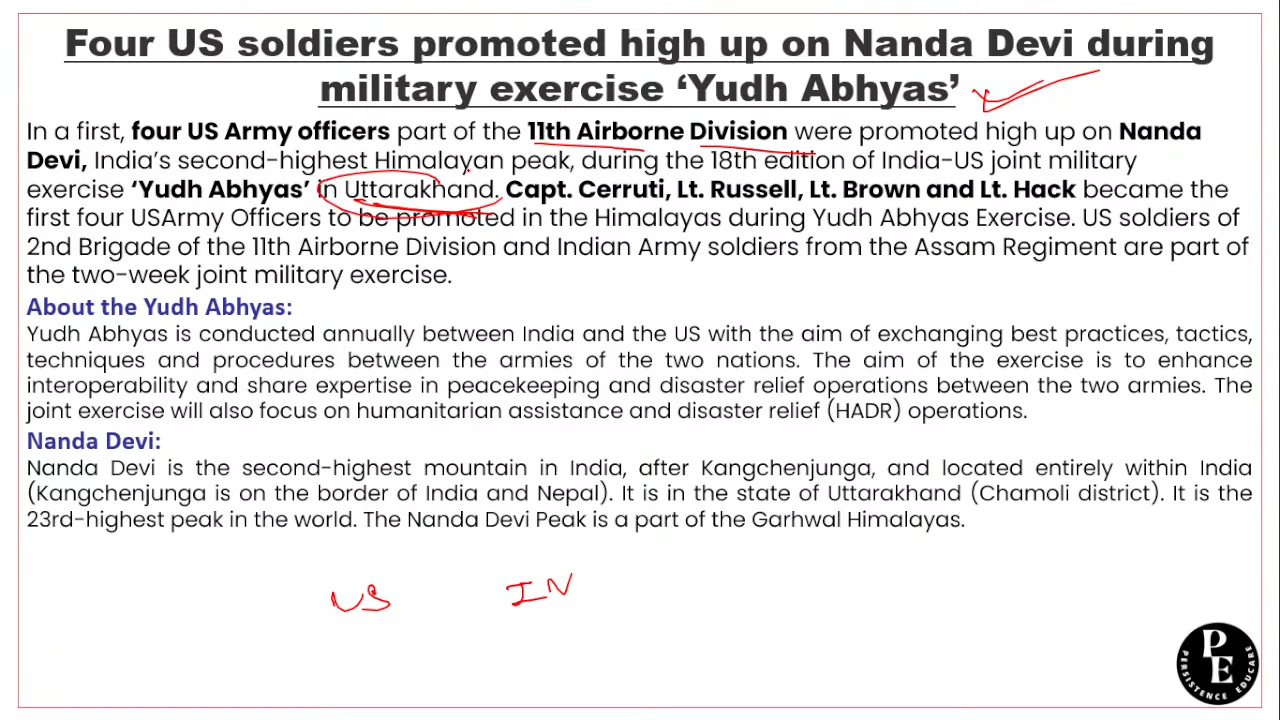 Four US soldiers promoted high up on Nanda Devi during
military exercise ‘Yudh Abhyas’
In a first, four US Army officers part of the 11th Airborne Division were promoted high up on Nanda
Devi, India’s second-highest Himalayan peak, during the 18th edition of India-US joint military
exercise ‘Yudh Abhyas’ in Uttarakhand. Capt. Cerruti, Lt. Russell, Lt. Brown and Lt. Hack became the
first four USArmy Officers to be promoted in the Himalayas during Yudh Abhyas Exercise. US soldiers of
2nd Brigade of the 11th Airborne Division and Indian Army soldiers from the Assam Regiment are part of
the two-week joint military exercise.
About the Yudh Abhyas:
Yudh Abhyas is conducted annually between India and the US with the aim of exchanging best practices, tactics,
techniques and procedures between the armies of the two nations. The aim of the exercise is to enhance
interoperability and share expertise in peacekeeping and disaster relief operations between the two armies. The
joint exercise will also focus on humanitarian assistance and disaster relief (HADR) operations.
Nanda Devi:
Nanda Devi is the second-highest mountain in India, after Kangchenjunga, and located entirely within India
(Kangchenjunga is on the border of India and Nepal). It is in the state of Uttarakhand (Chamoli district). It is the
23rd-highest peak in the world. The Nanda Devi Peak is a part of the Garhwal Himalayas.
US IN
PE
PERSISTENCE EDUCARE